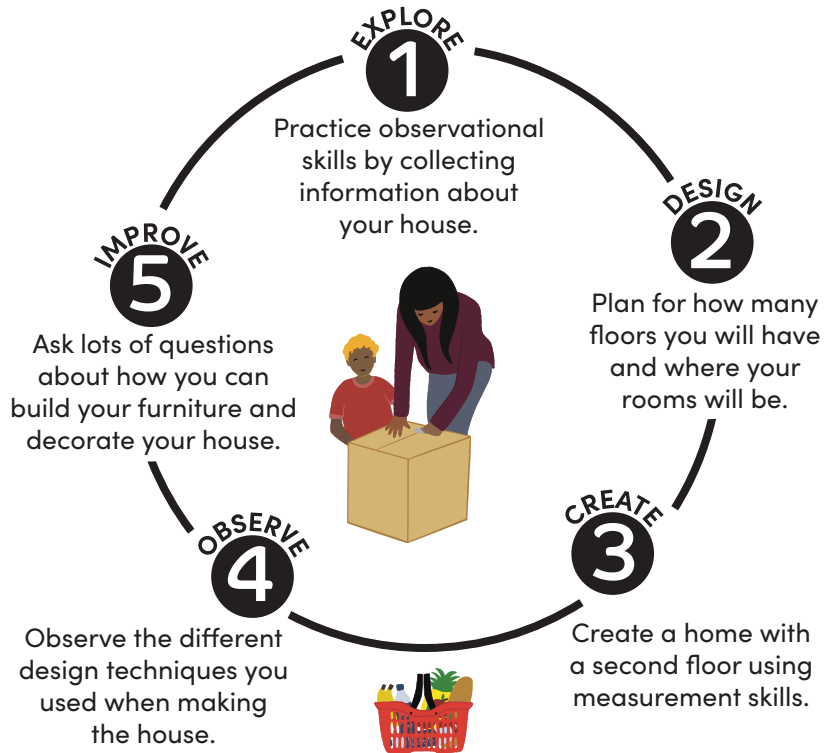 EXPLORE
1
Practice observational
skills by collecting
information about
your house.
DESIGN
2
Plan for how many
floors you will have
and where your
rooms will be.
CREATE
3
Create a home with
a second floor using
measurement skills.
OBSERVE
4
Observe the different
design techniques you
used when making
the house.
IMPROVE
5
Ask lots of questions
about how you can
build your furniture and
decorate your house.